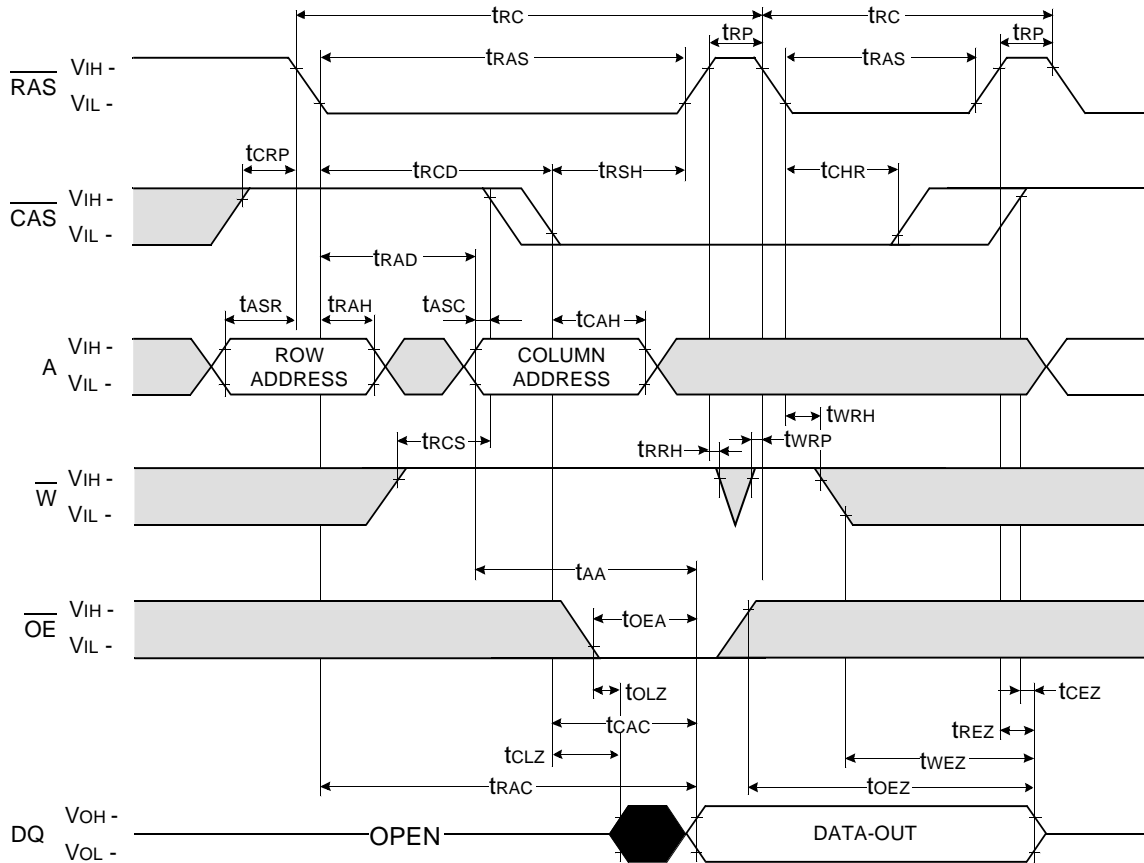 tRC tRC
tRP tRP
tRAS tRAS
RAS VIH -
VIL -
tCRP tRCD tRSH tCHR
CAS VIH -
VIL -
tRAD
tASR tRAH tASC tCAH
A VIH -
VIL -
ROW ADDRESS
COLUMN ADDRESS
tWRH
tRCS tRRH tWRP
W VIH -
VIL -
tAA
OE VIH -
VIL -
tOEA
tOLZ tCEZ
tCAC tREZ
tCLZ tWEZ
tRAC tOEZ
DQ VOH -
VOL -
OPEN DATA-OUT